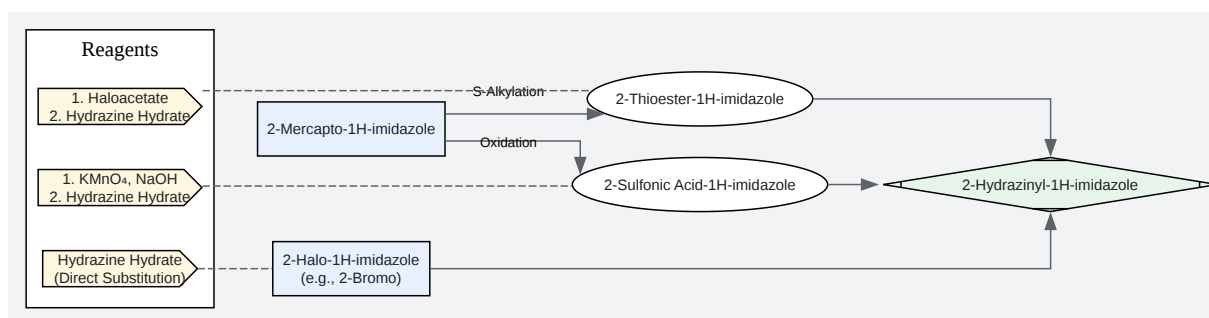 Reagents
1. Haloacetate
2. Hydrazine Hydrate
S-Alkylation
2-Thioester-1H-imidazole
2-Mercapto-1H-imidazole
Oxidation
1. KMnO₄, NaOH
2. Hydrazine Hydrate
2-Sulfonic Acid-1H-imidazole
2-Hydrazinyl-1H-imidazole
Hydrazine Hydrate
(Direct Substitution)
2-Halo-1H-imidazole
(e.g., 2-Bromo)